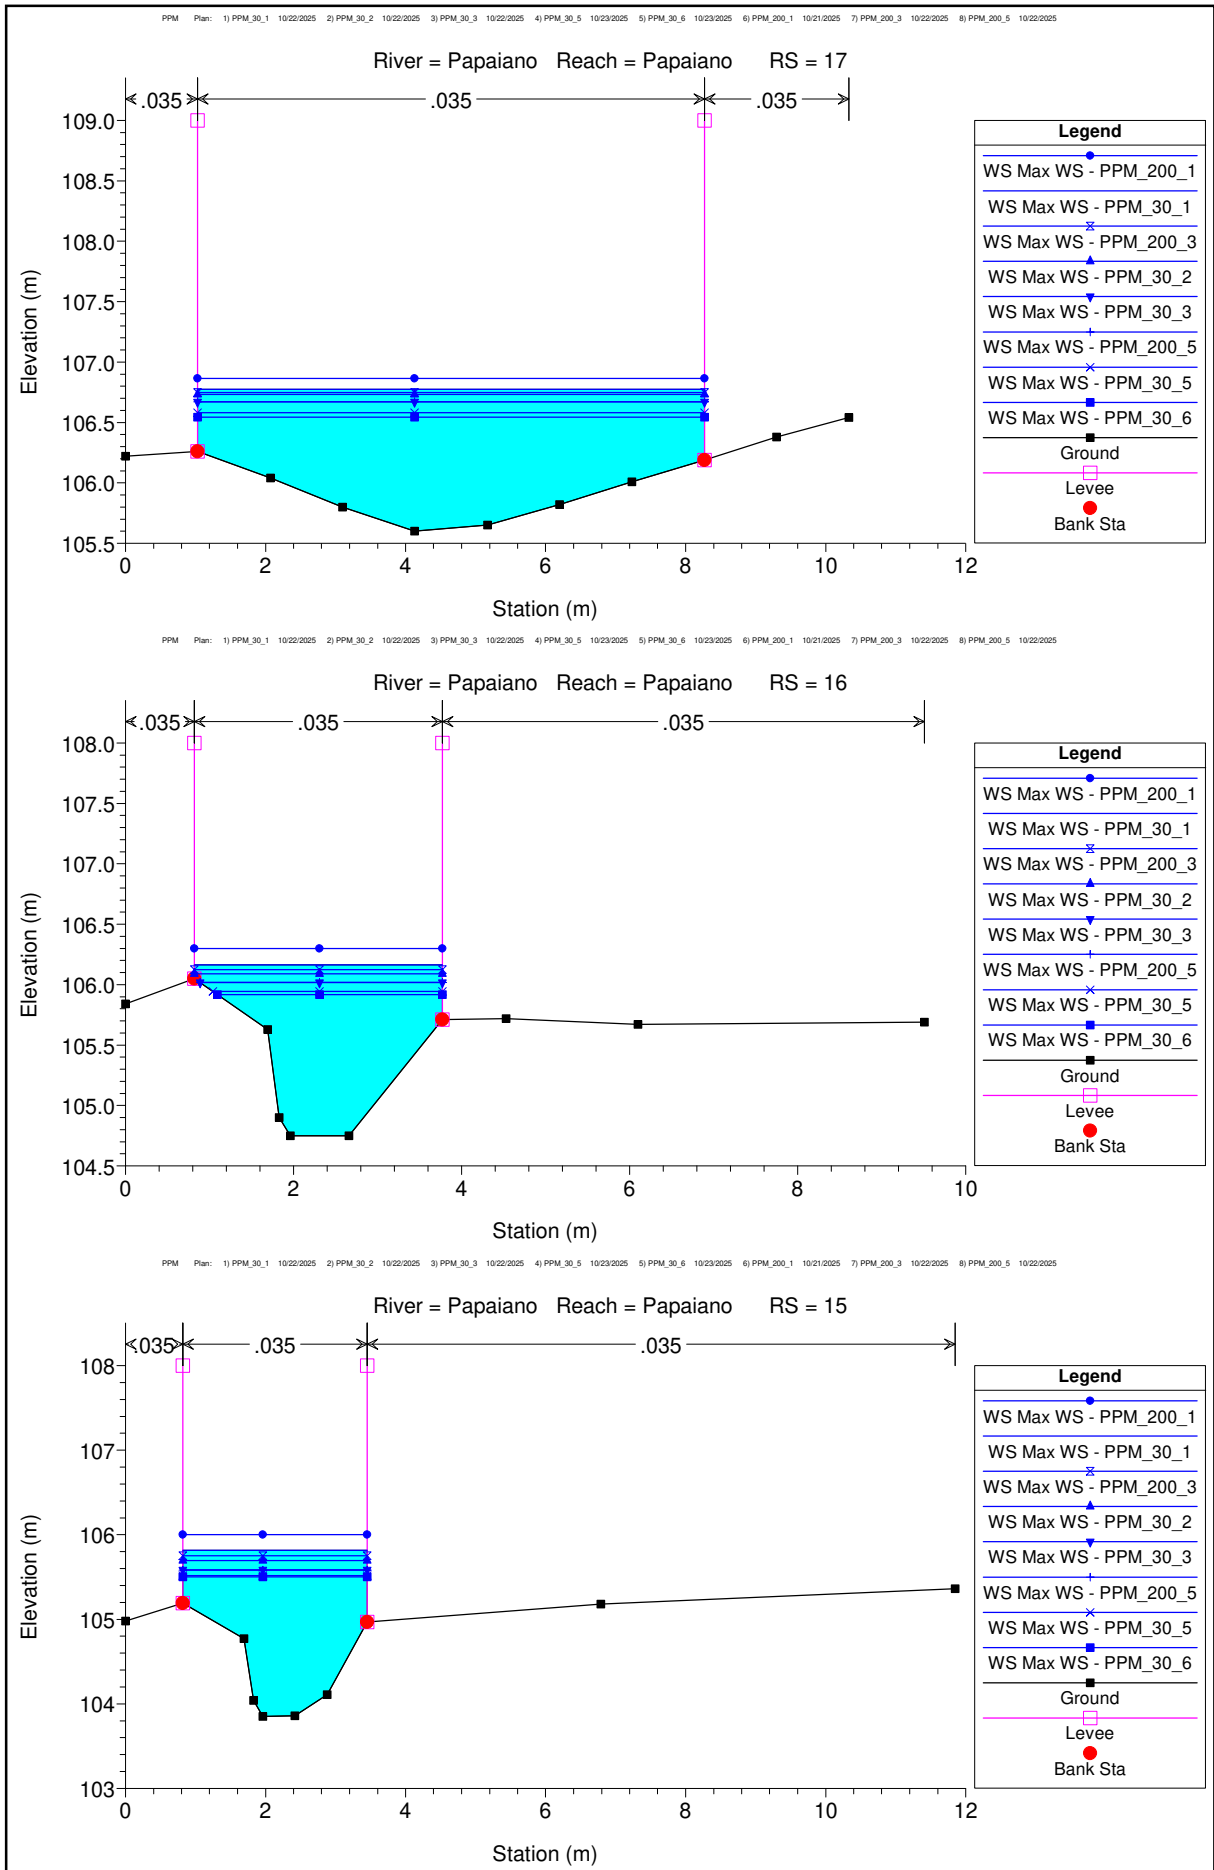 PPM Plan: 1) PPM_30_1 10/22/2025 2) PPM_30_2 10/22/2025 3) PPM_30_3 10/22/2025 4) PPM_30_5 10/23/2025 5) PPM_30_6 10/23/2025 6) PPM_200_1 10/21/2025 7) PPM_200_3 10/22/2025 8) PPM_200_5 10/22/2025
River = Papaiano Reach = Papaiano RS = 17
.035 .035 .035
109.0
108.5
108.0
107.5
107.0
106.5
106.0
105.5
Elevation (m)
0 2 4 6 8 10 12
Station (m)
Legend
WS Max WS - PPM_200_1
WS Max WS - PPM_30_1
WS Max WS - PPM_200_3
WS Max WS - PPM_30_2
WS Max WS - PPM_30_3
WS Max WS - PPM_200_5
WS Max WS - PPM_30_5
WS Max WS - PPM_30_6
Ground
Levee
Bank Sta
PPM Plan: 1) PPM_30_1 10/22/2025 2) PPM_30_2 10/22/2025 3) PPM_30_3 10/22/2025 4) PPM_30_5 10/23/2025 5) PPM_30_6 10/23/2025 6) PPM_200_1 10/21/2025 7) PPM_200_3 10/22/2025 8) PPM_200_5 10/22/2025
River = Papaiano Reach = Papaiano RS = 16
.035 .035 .035
108.0
107.5
107.0
106.5
106.0
105.5
105.0
104.5
Elevation (m)
0 2 4 6 8 10
Station (m)
Legend
WS Max WS - PPM_200_1
WS Max WS - PPM_30_1
WS Max WS - PPM_200_3
WS Max WS - PPM_30_2
WS Max WS - PPM_30_3
WS Max WS - PPM_200_5
WS Max WS - PPM_30_5
WS Max WS - PPM_30_6
Ground
Levee
Bank Sta
PPM Plan: 1) PPM_30_1 10/22/2025 2) PPM_30_2 10/22/2025 3) PPM_30_3 10/22/2025 4) PPM_30_5 10/23/2025 5) PPM_30_6 10/23/2025 6) PPM_200_1 10/21/2025 7) PPM_200_3 10/22/2025 8) PPM_200_5 10/22/2025
River = Papaiano Reach = Papaiano RS = 15
.035 .035 .035
108
107
106
105
104
103
Elevation (m)
0 2 4 6 8 10 12
Station (m)
Legend
WS Max WS - PPM_200_1
WS Max WS - PPM_30_1
WS Max WS - PPM_200_3
WS Max WS - PPM_30_2
WS Max WS - PPM_30_3
WS Max WS - PPM_200_5
WS Max WS - PPM_30_5
WS Max WS - PPM_30_6
Ground
Levee
Bank Sta